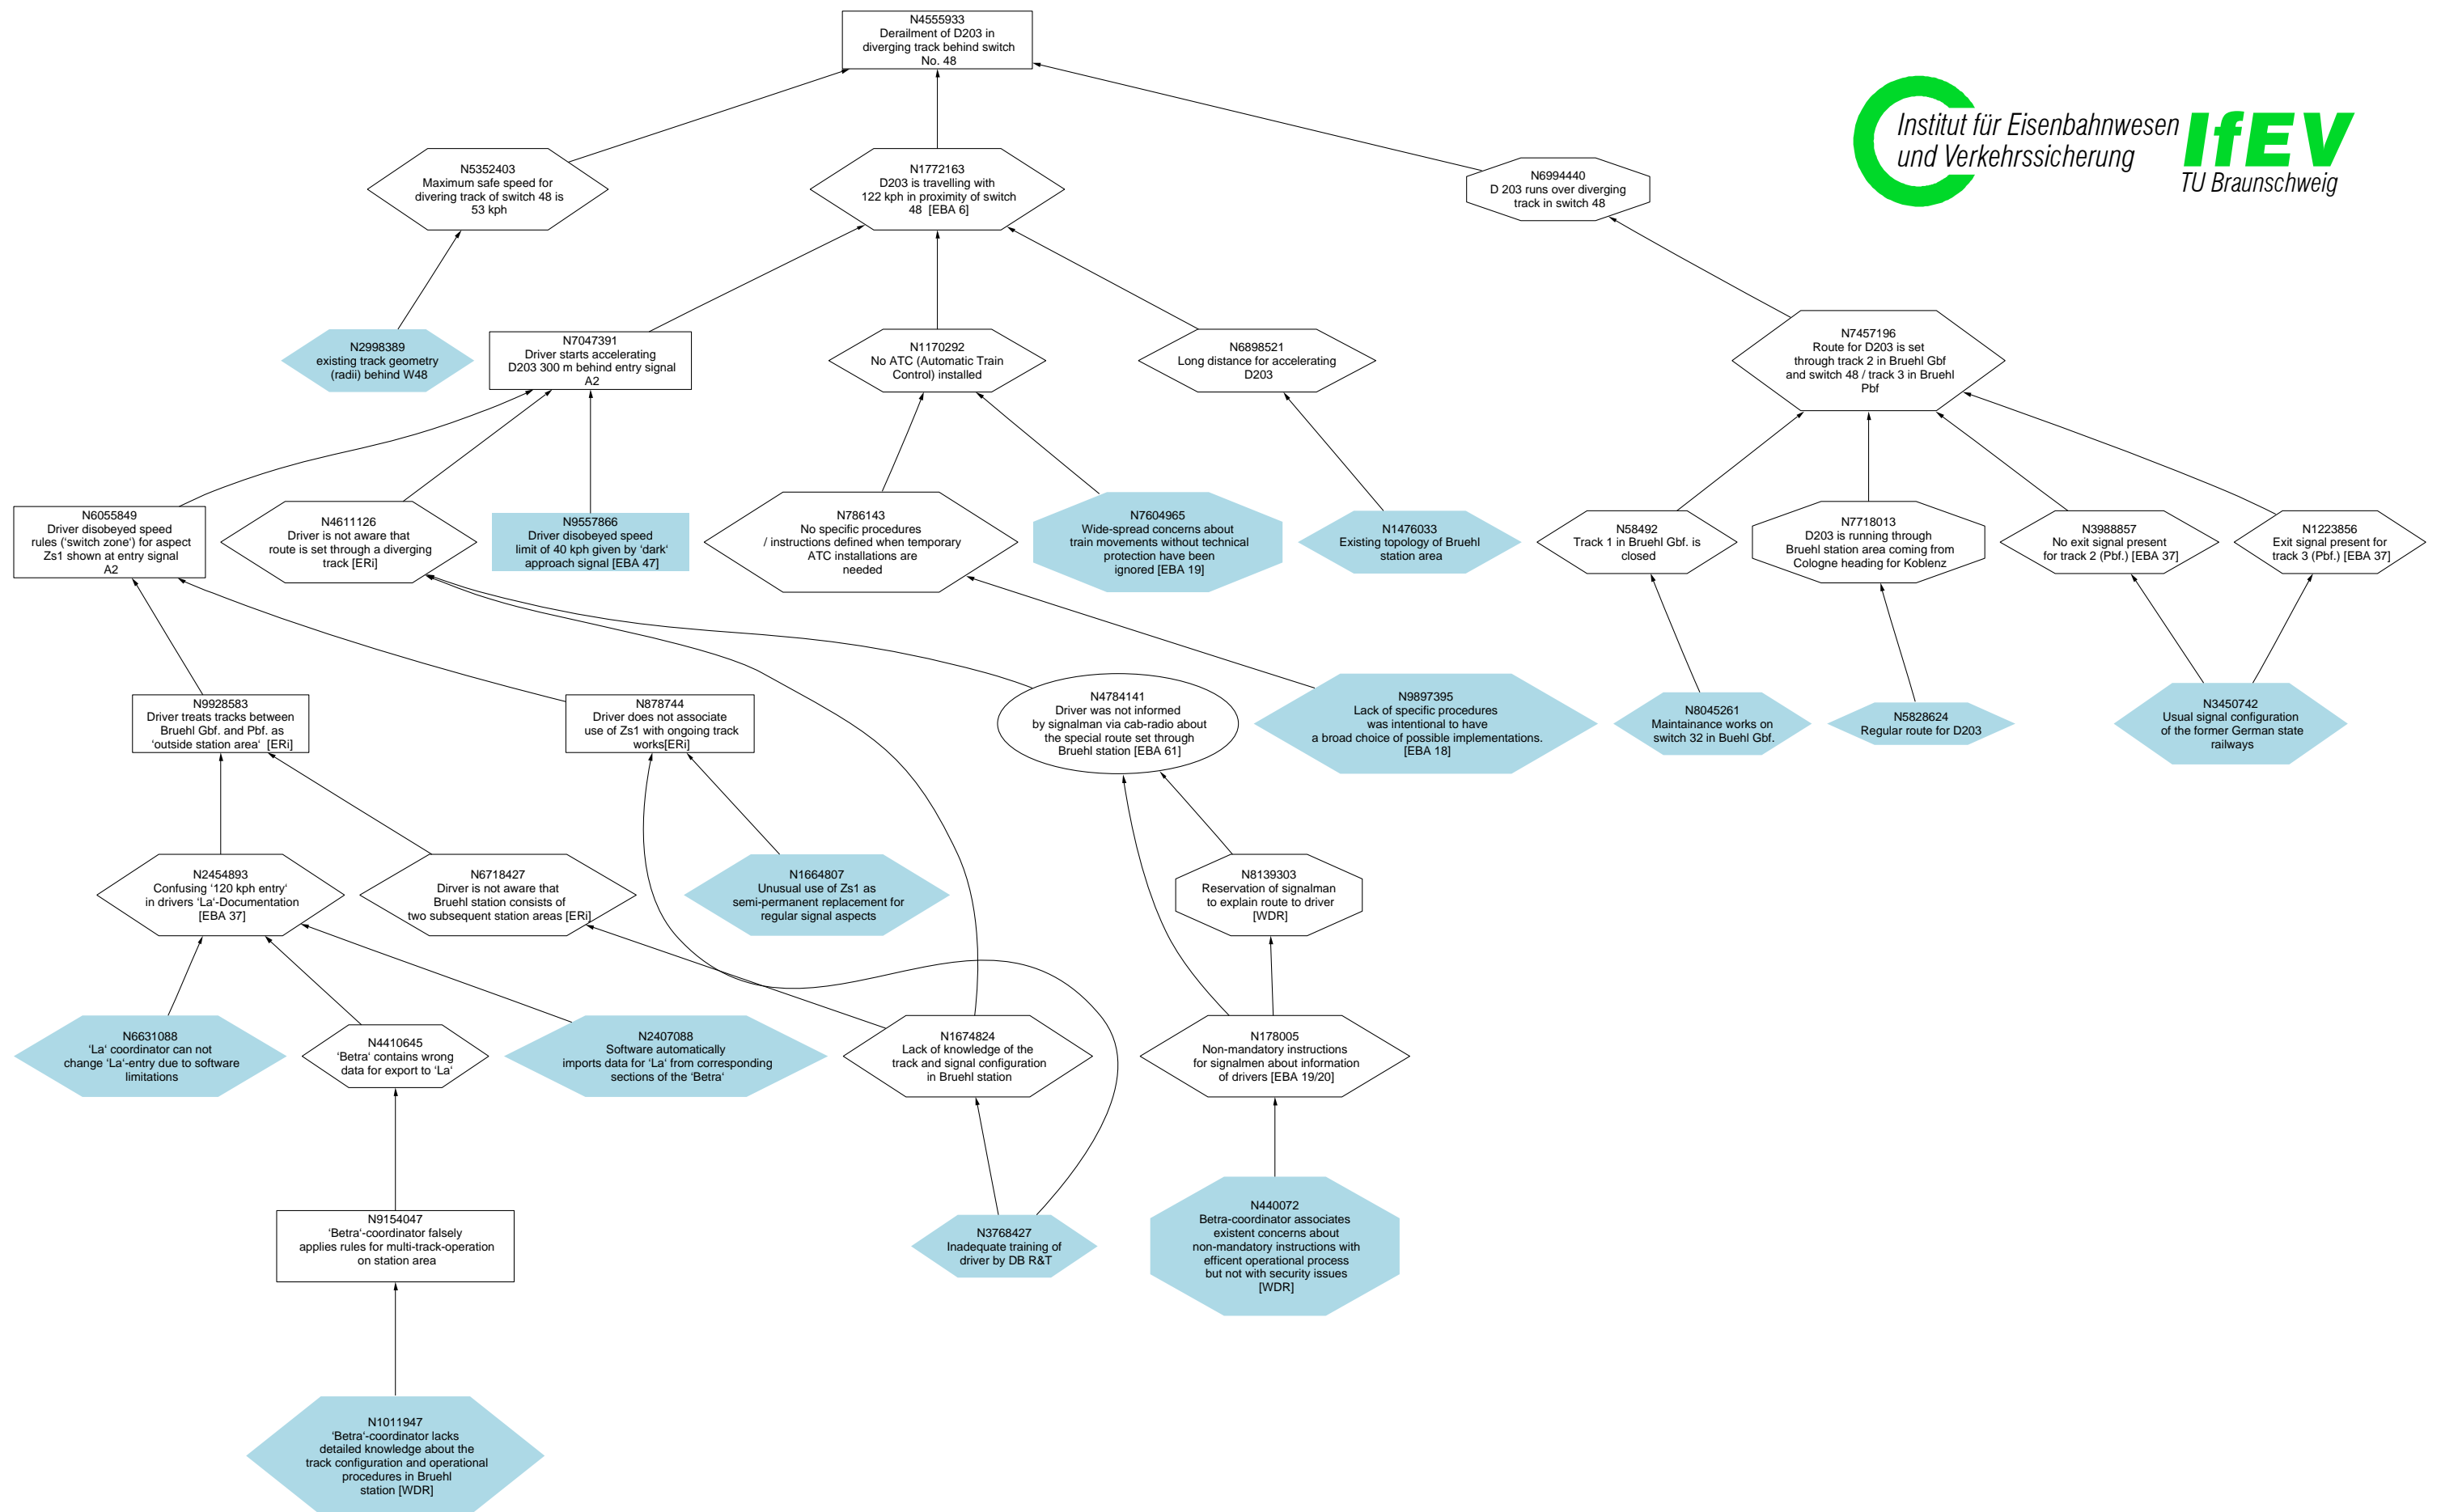 N4555933
Derailment of D203 in
diverging track behind switch
No. 48
Institut für Eisenbahnwesen
und Verkehrssicherung
IfEV
TU Braunschweig
N5352403
Maximum safe speed for
divering track of switch 48 is
53 kph
N1772163
D203 is travelling with
122 kph in proximity of switch
48 [EBA 6]
N6994440
D 203 runs over diverging
track in switch 48
N2998389
existing track geometry
(radii) behind W48
N7047391
Driver starts accelerating
D203 300 m behind entry signal
A2
N1170292
No ATC (Automatic Train
Control) installed
N6898521
Long distance for accelerating
D203
N7457196
Route for D203 is set
through track 2 in Bruehl Gbf
and switch 48 / track 3 in Bruehl
Pbf
N6055849
Driver disobeyed speed
rules (‘switch zone‘) for aspect
Zs1 shown at entry signal
A2
N4611126
Driver is not aware that
route is set through a diverging
track [ERi]
N9557866
Driver disobeyed speed
limit of 40 kph given by ‘dark‘
approach signal [EBA 47]
N786143
No specific procedures
/ instructions defined when temporary
ATC installations are
needed
N7604965
Wide-spread concerns about
train movements without technical
protection have been
ignored [EBA 19]
N1476033
Existing topology of Bruehl
station area
N58492
Track 1 in Bruehl Gbf. is
closed
N7718013
D203 is running through
Bruehl station area coming from
Cologne heading for Koblenz
N3988857
No exit signal present
for track 2 (Pbf.) [EBA 37]
N1223856
Exit signal present for
track 3 (Pbf.) [EBA 37]
N9928583
Driver treats tracks between
Bruehl Gbf. and Pbf. as
‘outside station area‘ [ERi]
N878744
Driver does not associate
use of Zs1 with ongoing track
works[ERi]
N4784141
Driver was not informed
by signalman via cab-radio about
the special route set through
Bruehl station [EBA 61]
N9897395
Lack of specific procedures
was intentional to have
a broad choice of possible implementations.
[EBA 18]
N8045261
Maintainance works on
switch 32 in Buehl Gbf.
N5828624
Regular route for D203
N3450742
Usual signal configuration
of the former German state
railways
N2454893
Confusing ‘120 kph entry‘
in drivers ‘La‘-Documentation
[EBA 37]
N6718427
Dirver is not aware that
Bruehl station consists of
two subsequent station areas [ERi]
N1664807
Unusual use of Zs1 as
semi-permanent replacement for
regular signal aspects
N8139303
Reservation of signalman
to explain route to driver
[WDR]
N6631088
‘La‘ coordinator can not
change ‘La‘-entry due to software
limitations
N4410645
‘Betra‘ contains wrong
data for export to ‘La‘
N2407088
Software automatically
imports data for ‘La‘ from corresponding
sections of the ‘Betra‘
N1674824
Lack of knowledge of the
track and signal configuration
in Bruehl station
N178005
Non-mandatory instructions
for signalmen about information
of drivers [EBA 19/20]
N9154047
‘Betra‘-coordinator falsely
applies rules for multi-track-operation
on station area
N3768427
Inadequate training of
driver by DB R&T
N440072
Betra-coordinator associates
existent concerns about
non-mandatory instructions with
efficent operational process
but not with security issues
[WDR]
N1011947
‘Betra‘-coordinator lacks
detailed knowledge about the
track configuration and operational
procedures in Bruehl
station [WDR]